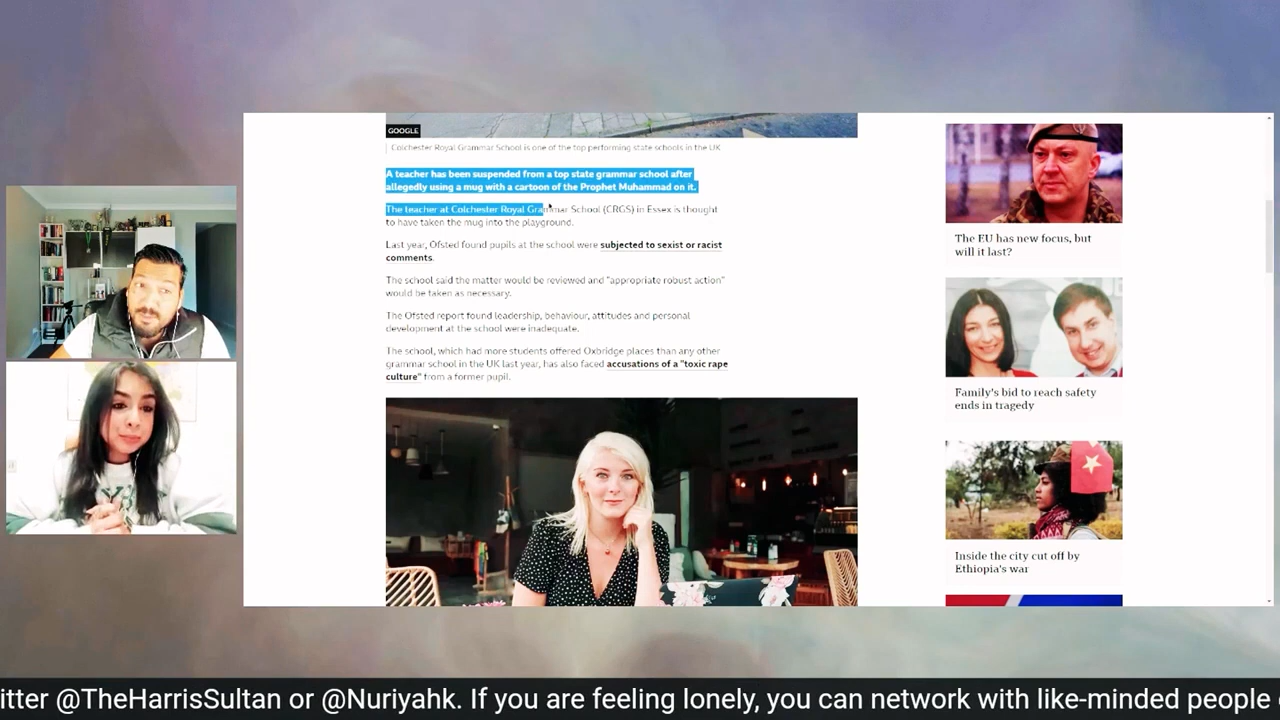 GOOGLE
Colchester Royal Grammar School is one of the top performing state schools in the UK
A teacher has been suspended from a top state grammar school after
allegedly using a mug with a cartoon of the Prophet Muhammad on it.
The teacher at Colchester Royal Grammar School (CRGS) in Essex is thought
to have taken the mug into the playground.
Last year, Ofsted found pupils at the school were subjected to sexist or racist
comments.
The school said the matter would be reviewed and "appropriate robust action"
would be taken as necessary.
The Ofsted report found leadership, behaviour, attitudes and personal
development at the school were inadequate.
The school, which had more students offered Oxbridge places than any other
grammar school in the UK last year, has also faced accusations of a "toxic rape
culture" from a former pupil.
The EU has new focus, but
will it last?
Family's bid to reach safety
ends in tragedy
Inside the city cut off by
Ethiopia's war
itter @TheHarrisSultan or @Nuriyahk. If you are feeling lonely, you can network with like-minded people